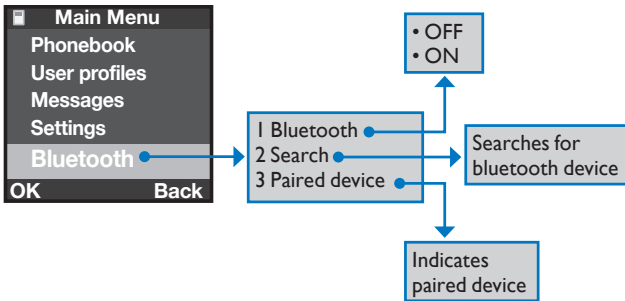 Main Menu
Phonebook
User profiles
Messages
Settings
Bluetooth
OK Back
1 Bluetooth
2 Search
3 Paired device
• OFF
• ON
Searches for
bluetooth device
Indicates
paired device